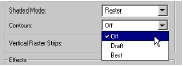 Shaded Mode: Raster
Contours: Off
✓ Off
Draft
Vertical Raster Steps:
Best
Effects